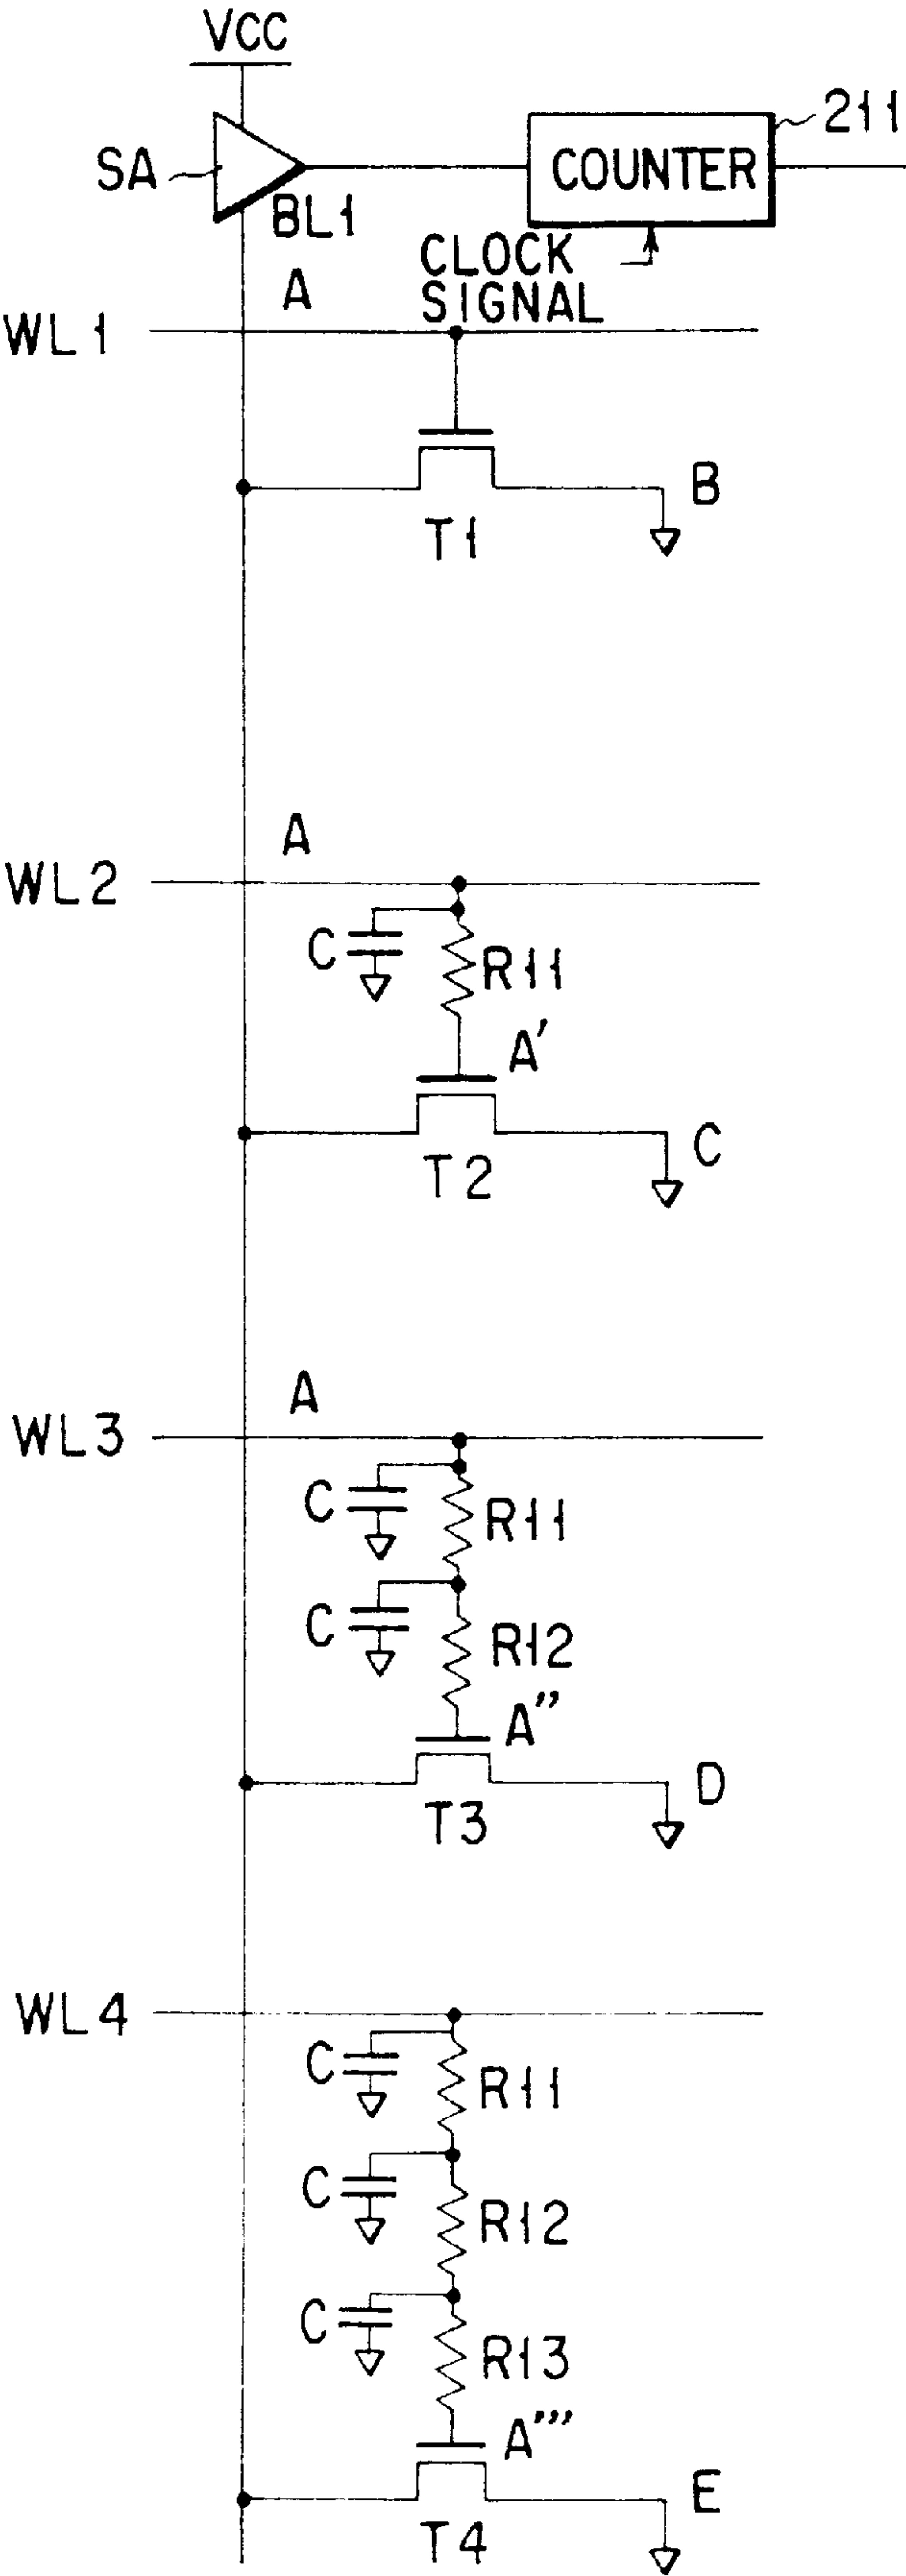 VCC
SA
BL1
COUNTER
211
CLOCK
SIGNAL
A
WL1
B
T1
A
WL2
C
R11
A'
C
T2
A
WL3
C
R11
C
R12
A"
D
T3
WL4
C
R11
C
R12
C
R13
A"'
E
T4